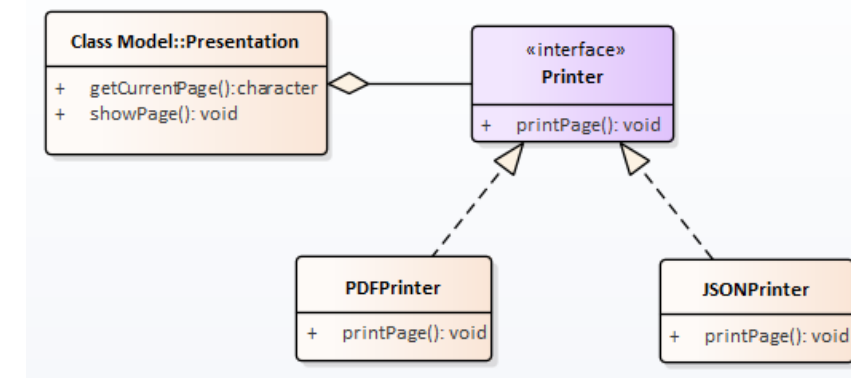 Class Model::Presentation
+ getCurrentPage():character
+ showPage(): void
«interface»
Printer
+ printPage(): void
PDFPrinter
+ printPage(): void
JSONPrinter
+ printPage(): void